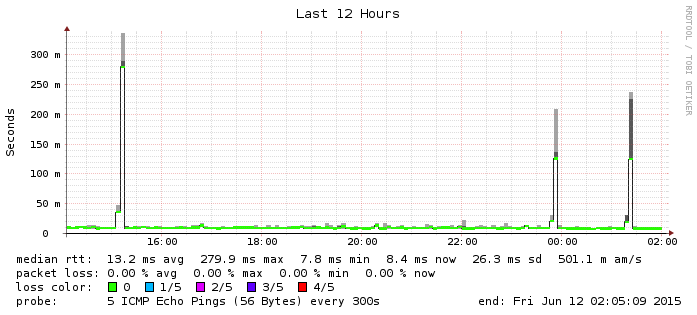 Last 12 Hours
RRDTOOL / TOBI OETIKER
Seconds
300 m
250 m
200 m
150 m
100 m
50 m
0
16:00 18:00 20:00 22:00 00:00 02:00
median rtt: 13.2 ms avg 279.9 ms max 7.8 ms min 8.4 ms now 26.3 ms sd 501.1 m am/s
packet loss: 0.00 % avg 0.00 % max 0.00 % min 0.00 % now
loss color: 0 1/5 2/5 3/5 4/5
probe: 5 ICMP Echo Pings (56 Bytes) every 300s end: Fri Jun 12 02:05:09 2015